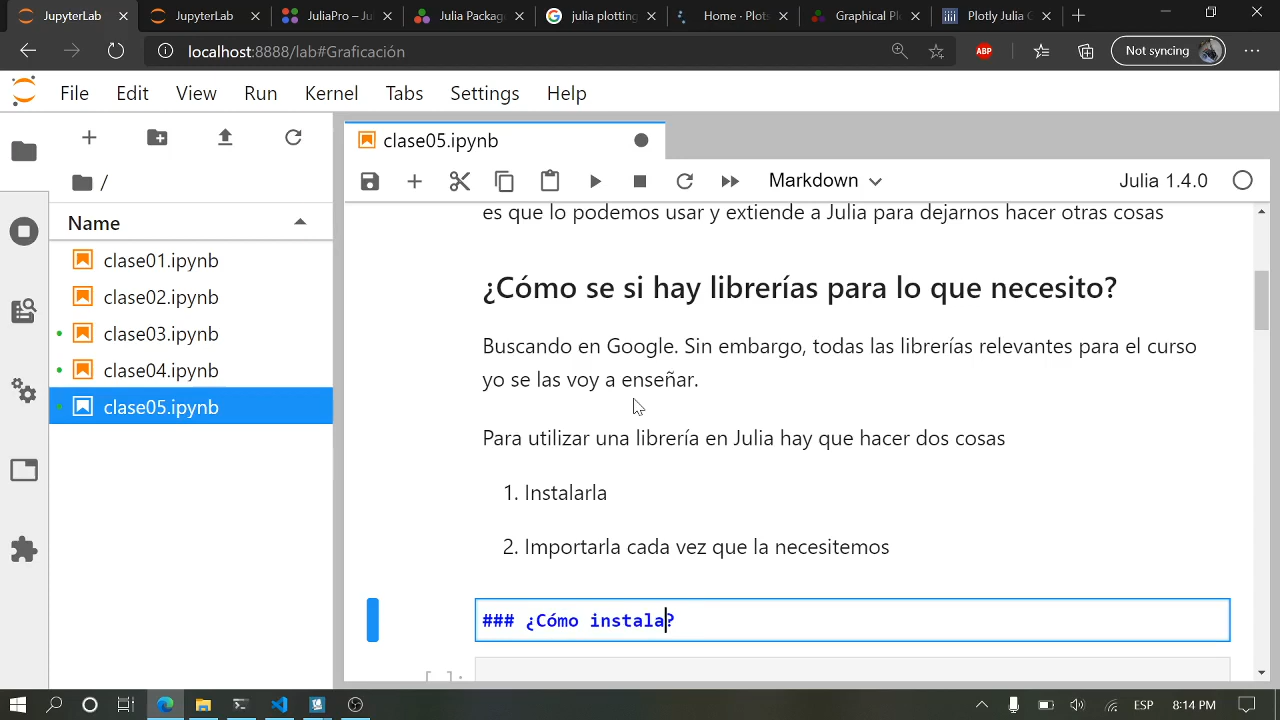 JupyterLab
JupyterLab
JuliaPro – Juli
Julia Package
julia plotting
Home · Plots
Graphical Pl
Plotly Julia G
localhost:8888/lab#Graficación
ABP
Not syncing
File Edit View Run Kernel Tabs Settings Help
clase05.ipynb
/
Markdown
Julia 1.4.0
Name
clase01.ipynb
clase02.ipynb
clase03.ipynb
clase04.ipynb
clase05.ipynb
es que lo podemos usar y extiende a Julia para dejarnos hacer otras cosas
¿Cómo se si hay librerías para lo que necesito?
Buscando en Google. Sin embargo, todas las librerías relevantes para el curso
yo se las voy a enseñar.
Para utilizar una librería en Julia hay que hacer dos cosas
1. Instalarla
2. Importarla cada vez que la necesitemos
### ¿Cómo instala?
[ ]:
ESP
8:14 PM